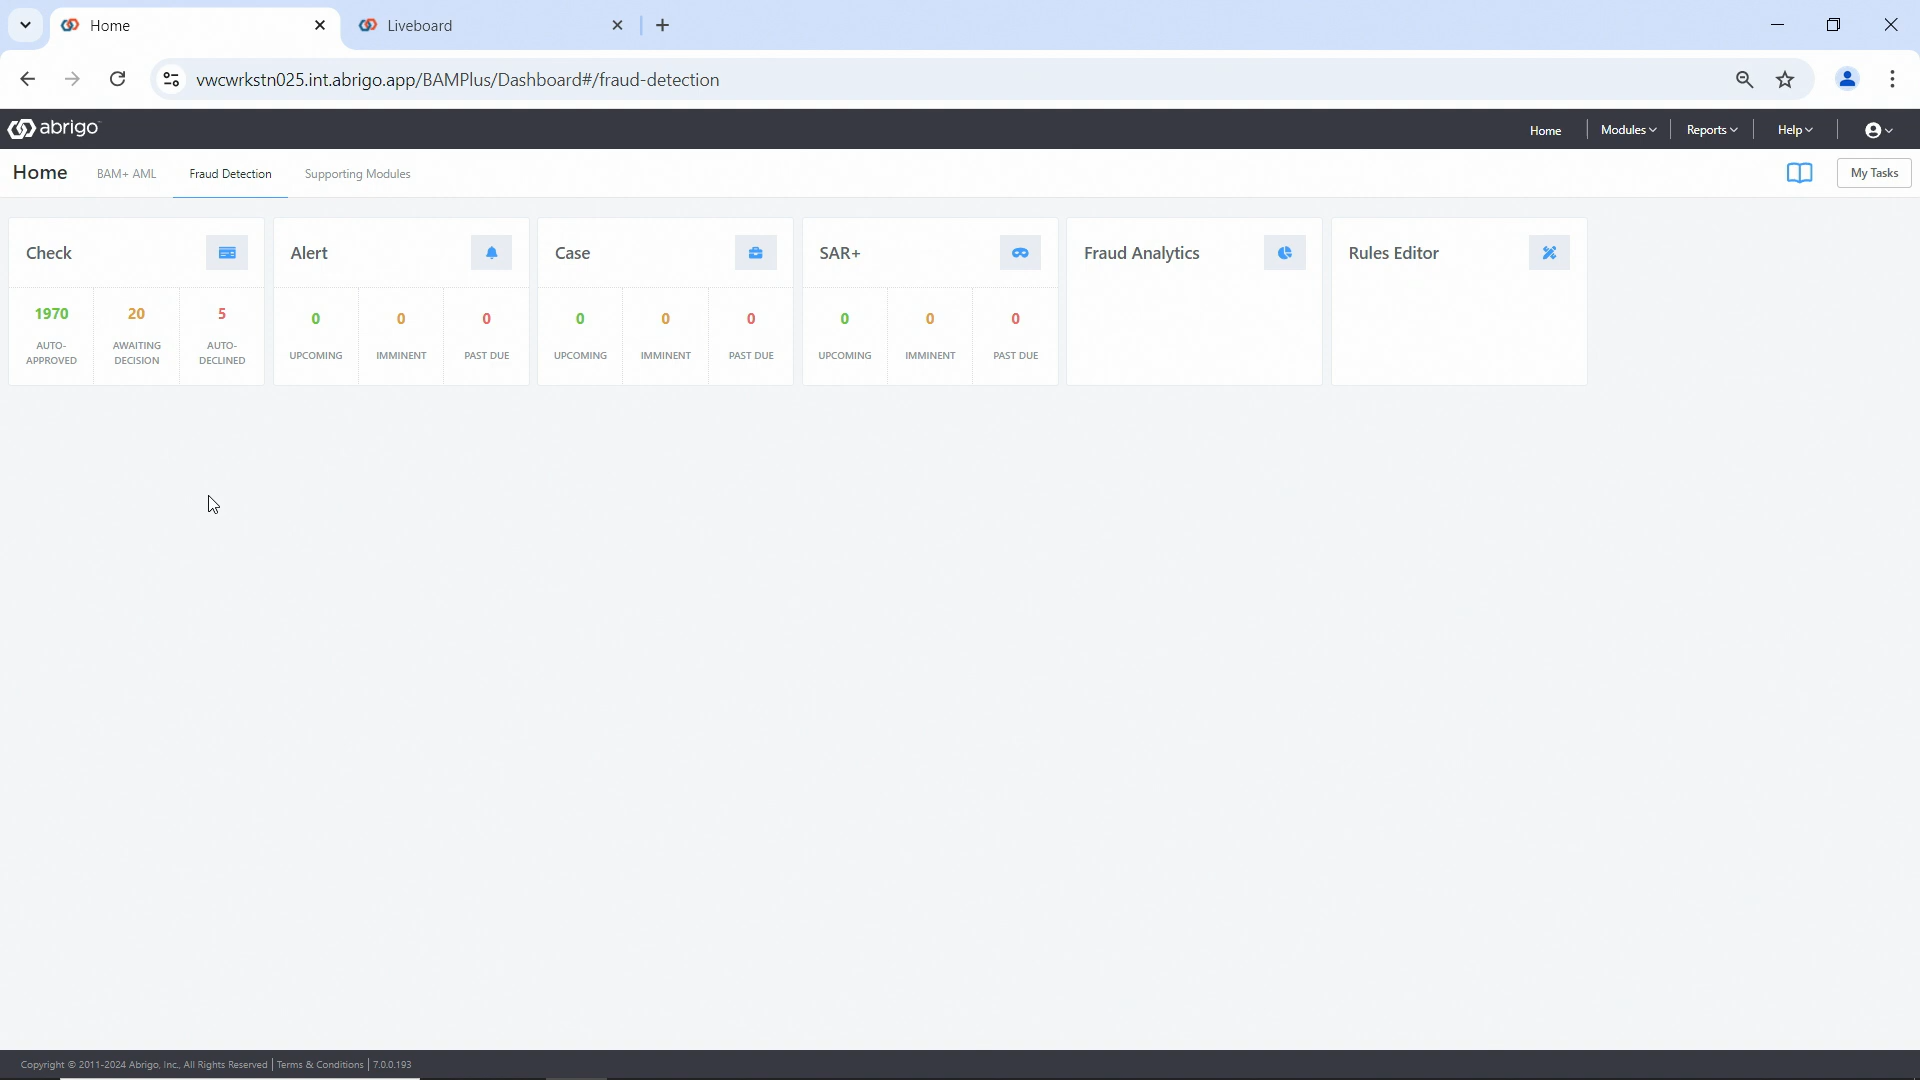 Home
Liveboard
vwcwrkstn025.int.abrigo.app/BAMPlus/Dashboard#/fraud-detection
abrigo
Home Modules Reports Help
Home BAM+ AML Fraud Detection Supporting Modules My Tasks
Check
1970 20 5
AUTO-APPROVED AWAITING DECISION AUTO-DECLINED
Alert
0 0 0
UPCOMING IMMINENT PAST DUE
Case
0 0 0
UPCOMING IMMINENT PAST DUE
SAR+
0 0 0
UPCOMING IMMINENT PAST DUE
Fraud Analytics
Rules Editor
Copyright © 2011-2024 Abrigo, Inc., All Rights Reserved | Terms & Conditions | 7.0.0.193